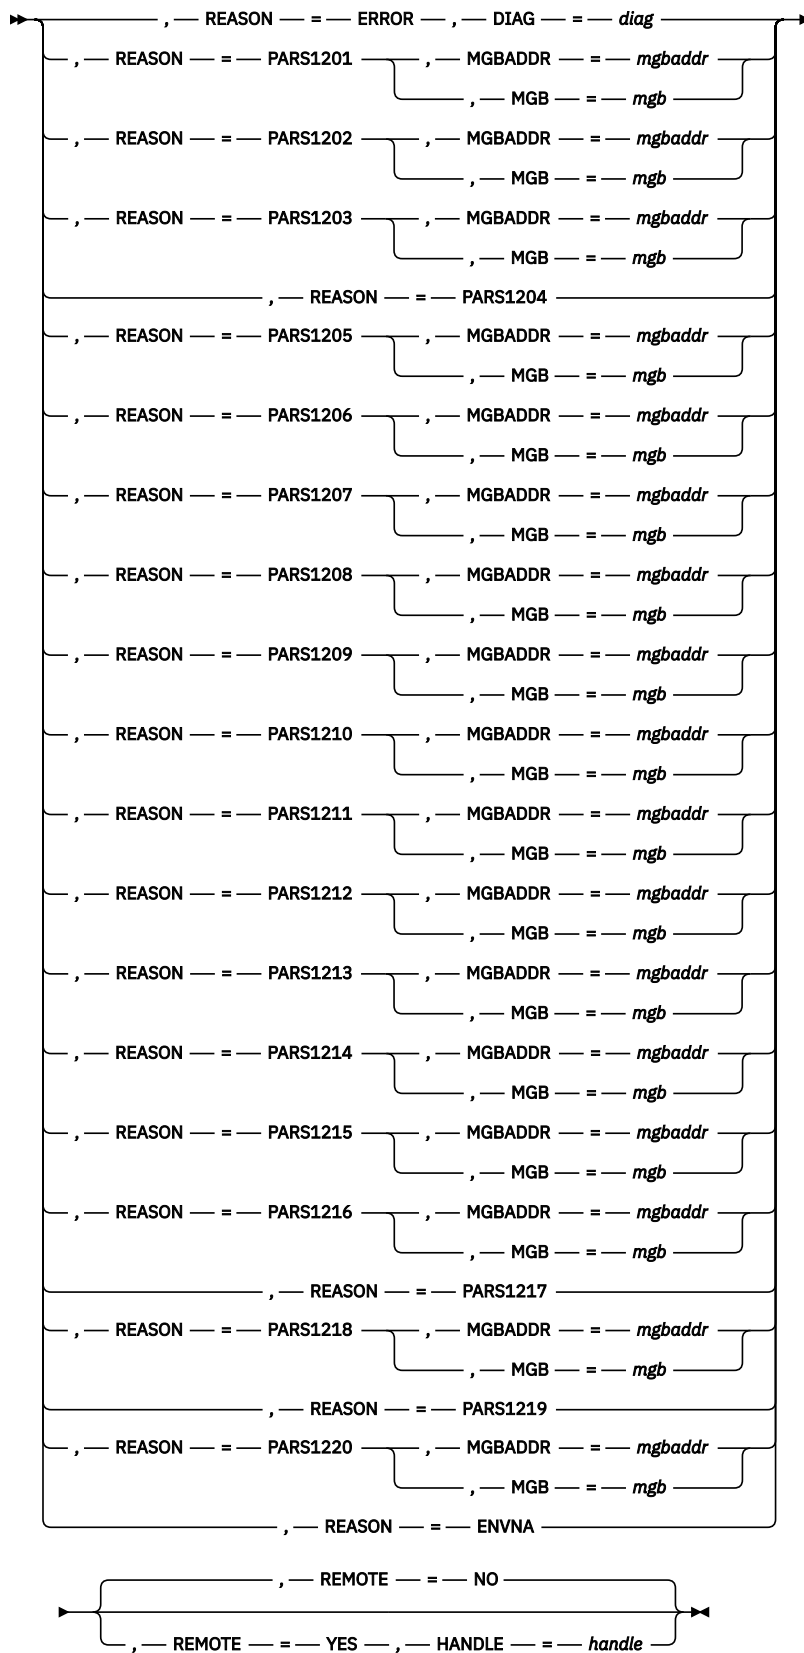 , REASON = ERROR , DIAG = diag
, REASON = PARS1201 , MGBADDR = mgbaddr
, MGB = mgb
, REASON = PARS1202 , MGBADDR = mgbaddr
, MGB = mgb
, REASON = PARS1203 , MGBADDR = mgbaddr
, MGB = mgb
, REASON = PARS1204
, REASON = PARS1205 , MGBADDR = mgbaddr
, MGB = mgb
, REASON = PARS1206 , MGBADDR = mgbaddr
, MGB = mgb
, REASON = PARS1207 , MGBADDR = mgbaddr
, MGB = mgb
, REASON = PARS1208 , MGBADDR = mgbaddr
, MGB = mgb
, REASON = PARS1209 , MGBADDR = mgbaddr
, MGB = mgb
, REASON = PARS1210 , MGBADDR = mgbaddr
, MGB = mgb
, REASON = PARS1211 , MGBADDR = mgbaddr
, MGB = mgb
, REASON = PARS1212 , MGBADDR = mgbaddr
, MGB = mgb
, REASON = PARS1213 , MGBADDR = mgbaddr
, MGB = mgb
, REASON = PARS1214 , MGBADDR = mgbaddr
, MGB = mgb
, REASON = PARS1215 , MGBADDR = mgbaddr
, MGB = mgb
, REASON = PARS1216 , MGBADDR = mgbaddr
, MGB = mgb
, REASON = PARS1217
, REASON = PARS1218 , MGBADDR = mgbaddr
, MGB = mgb
, REASON = PARS1219
, REASON = PARS1220 , MGBADDR = mgbaddr
, MGB = mgb
, REASON = ENVNA
, REMOTE = NO
, REMOTE = YES , HANDLE = handle